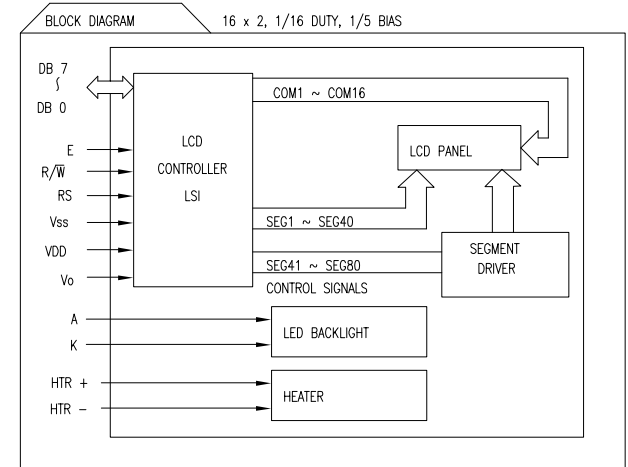 BLOCK DIAGRAM
16 x 2, 1/16 DUTY, 1/5 BIAS
DB 7
DB 0
E
R/W̅
RS
Vss
VDD
Vo
LCD
CONTROLLER
LSI
COM1 ~ COM16
LCD PANEL
SEG1 ~ SEG40
SEG41 ~ SEG80
CONTROL SIGNALS
SEGMENT
DRIVER
A
K
LED BACKLIGHT
HTR +
HTR -
HEATER